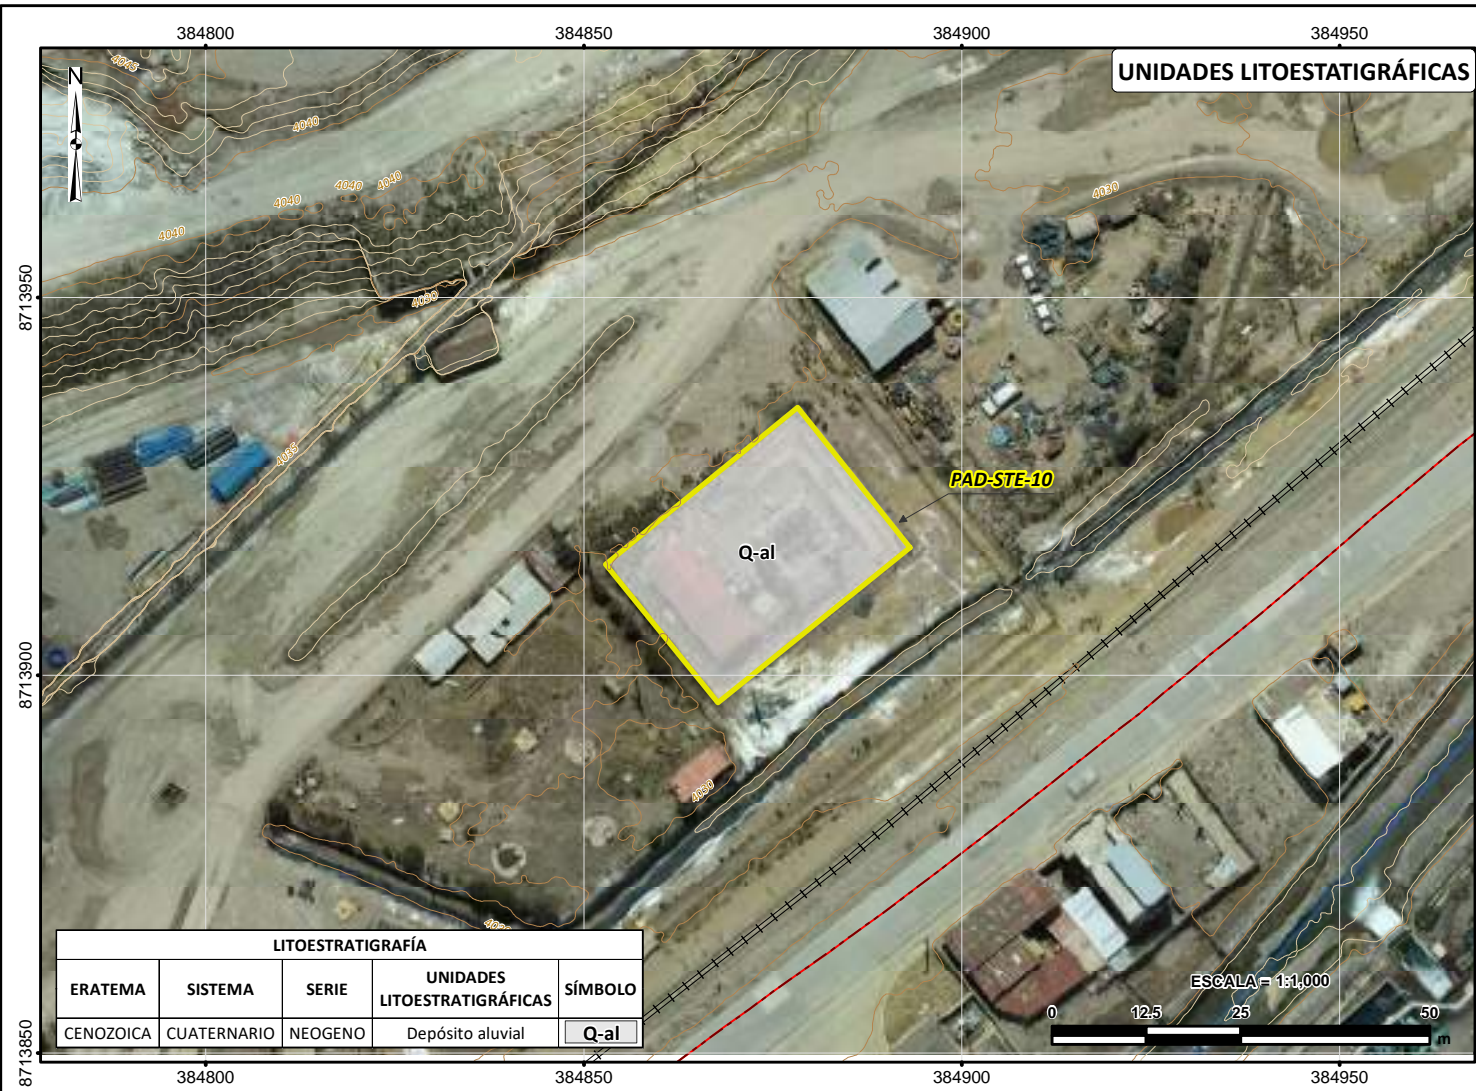 384800 384850 384900 384950
UNIDADES LITOESTATIGRÁFICAS
N
4045
4040
4040
4040
4040
4040
4030
4030
8713950
4035
PAD-STE-10
Q-al
8713900
4030
LITOESTRATIGRAFÍA
ERATEMA SISTEMA SERIE UNIDADES LITOESTRATIGRÁFICAS SÍMBOLO
CENOZOICA CUATERNARIO NEOGENO Depósito aluvial Q-al
ESCALA = 1:1,000
0 12.5 25 50
m
8713850
384800 384850 384900 384950